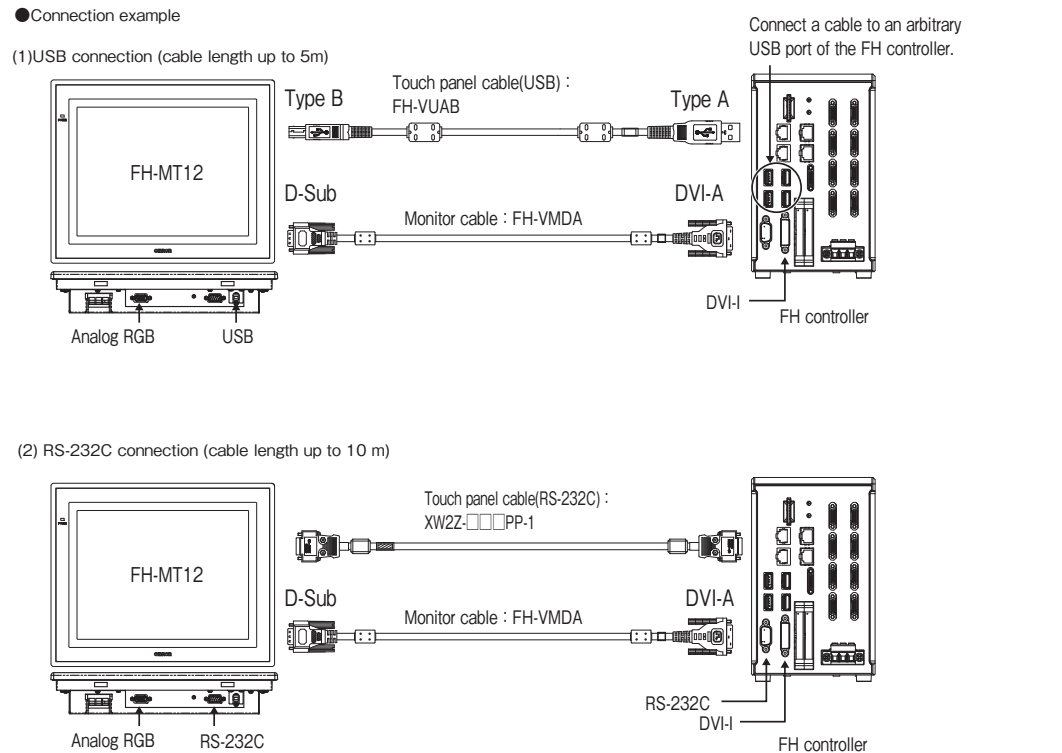 ●Connection example
(1)USB connection (cable length up to 5m)
Connect a cable to an arbitrary
USB port of the FH controller.
Type B
Touch panel cable(USB) :
FH-VUAB
Type A
FH-MT12
D-Sub
Monitor cable : FH-VMDA
DVI-A
OMRON
DVI-I
FH controller
Analog RGB
USB
(2) RS-232C connection (cable length up to 10 m)
Touch panel cable(RS-232C) :
XW2Z-□□□PP-1
FH-MT12
D-Sub
Monitor cable : FH-VMDA
DVI-A
OMRON
RS-232C
DVI-I
FH controller
Analog RGB
RS-232C